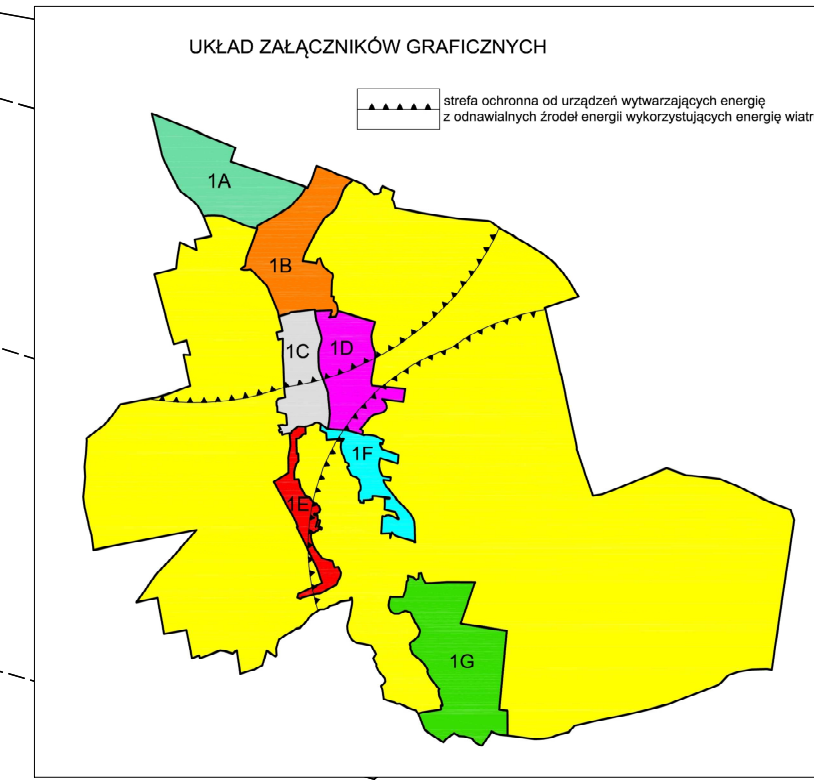 UKŁAD ZAŁĄCZNIKÓW GRAFICZNYCH
strefa ochronna od urządzeń wytwarzających energię
z odnawialnych źrodeł energii wykorzystujących energię wiatr
1A
1B
1C
1D
1F
1E
1G